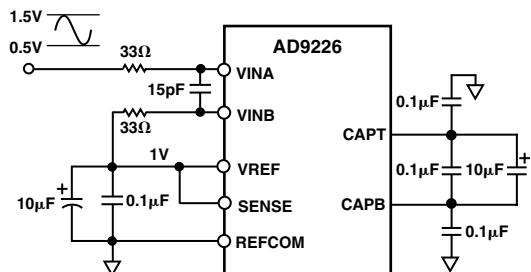 1.5V
0.5V
33Ω
AD9226
VINA
15pF
0.1μF
VINB
33Ω
CAPT
1V
VREF
0.1μF
10μF
+
+
10μF
0.1μF
SENSE
CAPB
0.1μF
REFCOM